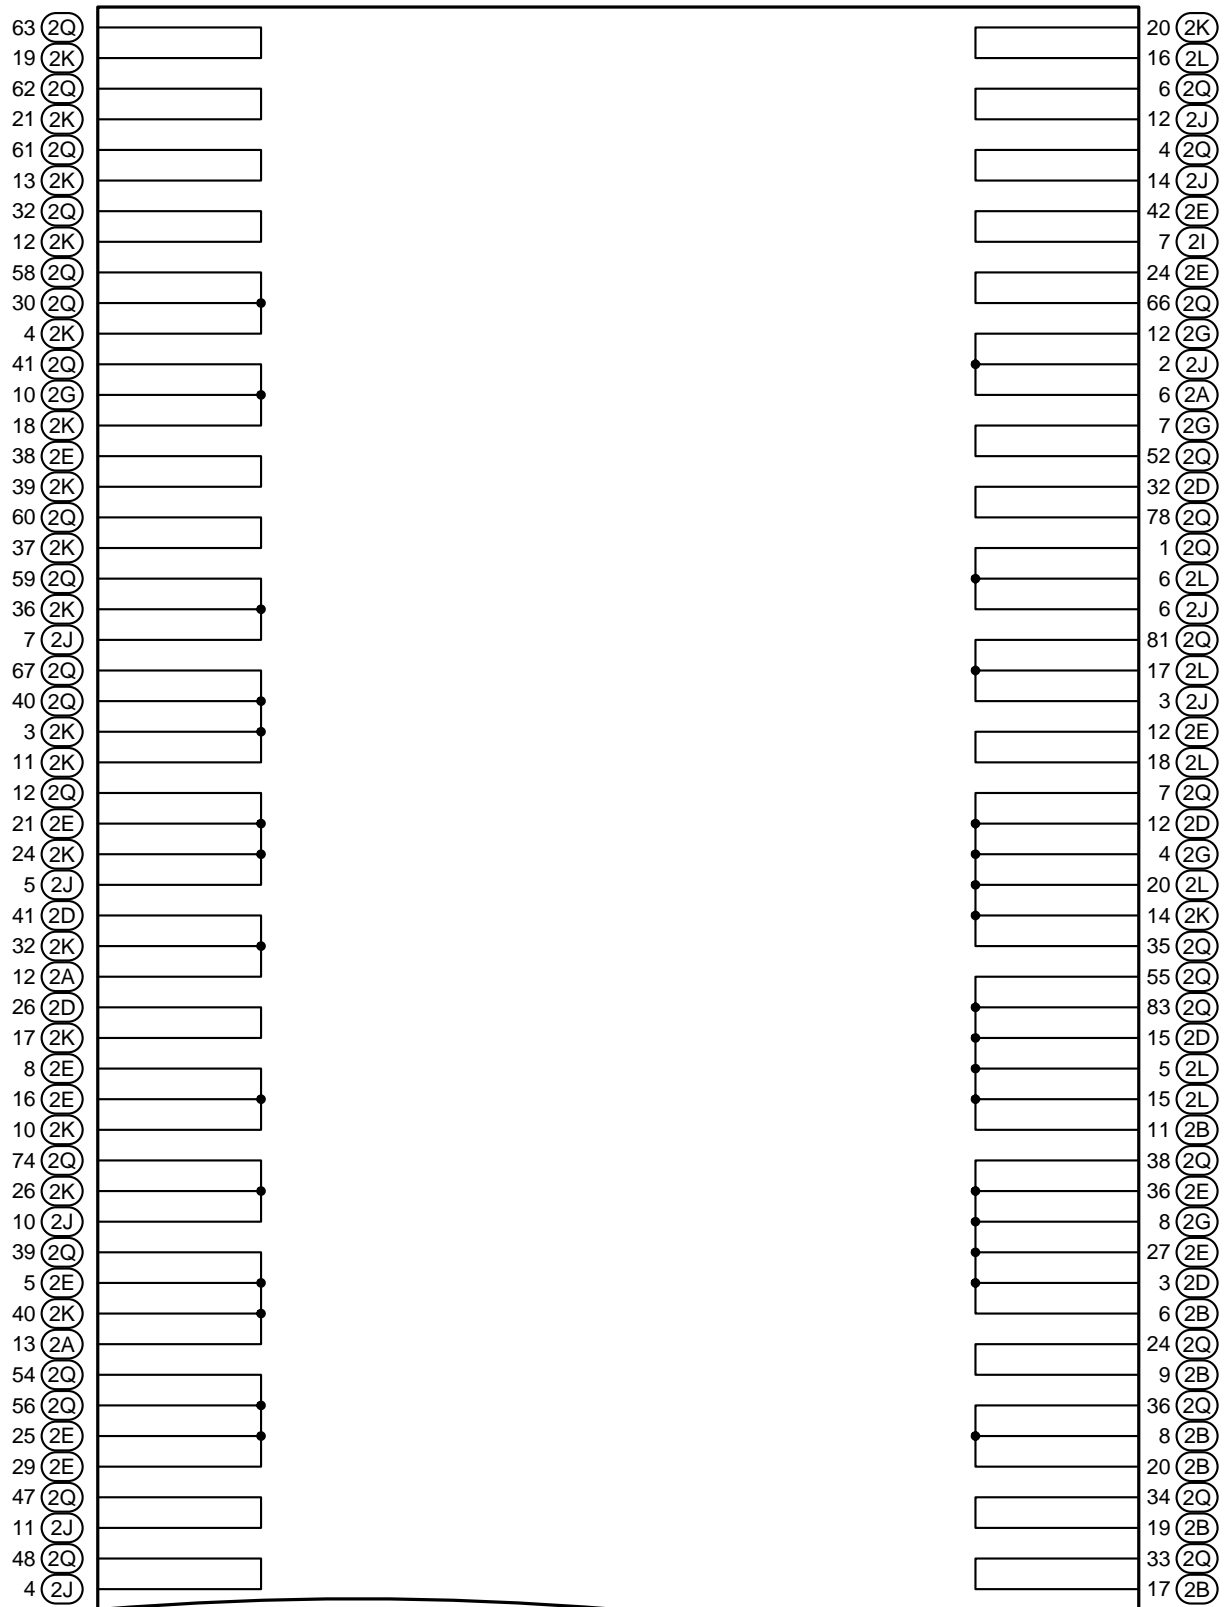 63 2Q
19 2K
62 2Q
21 2K
61 2Q
13 2K
32 2Q
12 2K
58 2Q
30 2Q
4 2K
41 2Q
10 2G
18 2K
38 2E
39 2K
60 2Q
37 2K
59 2Q
36 2K
7 2J
67 2Q
40 2Q
3 2K
11 2K
12 2Q
21 2E
24 2K
5 2J
41 2D
32 2K
12 2A
26 2D
17 2K
8 2E
16 2E
10 2K
74 2Q
26 2K
10 2J
39 2Q
5 2E
40 2K
13 2A
54 2Q
56 2Q
25 2E
29 2E
47 2Q
11 2J
48 2Q
4 2J
20 2K
16 2L
6 2Q
12 2J
4 2Q
14 2J
42 2E
7 2I
24 2E
66 2Q
12 2G
2 2J
6 2A
7 2G
52 2Q
32 2D
78 2Q
1 2Q
6 2L
6 2J
81 2Q
17 2L
3 2J
12 2E
18 2L
7 2Q
12 2D
4 2G
20 2L
14 2K
35 2Q
55 2Q
83 2Q
15 2D
5 2L
15 2L
11 2B
38 2Q
36 2E
8 2G
27 2E
3 2D
6 2B
24 2Q
9 2B
36 2Q
8 2B
20 2B
34 2Q
19 2B
33 2Q
17 2B